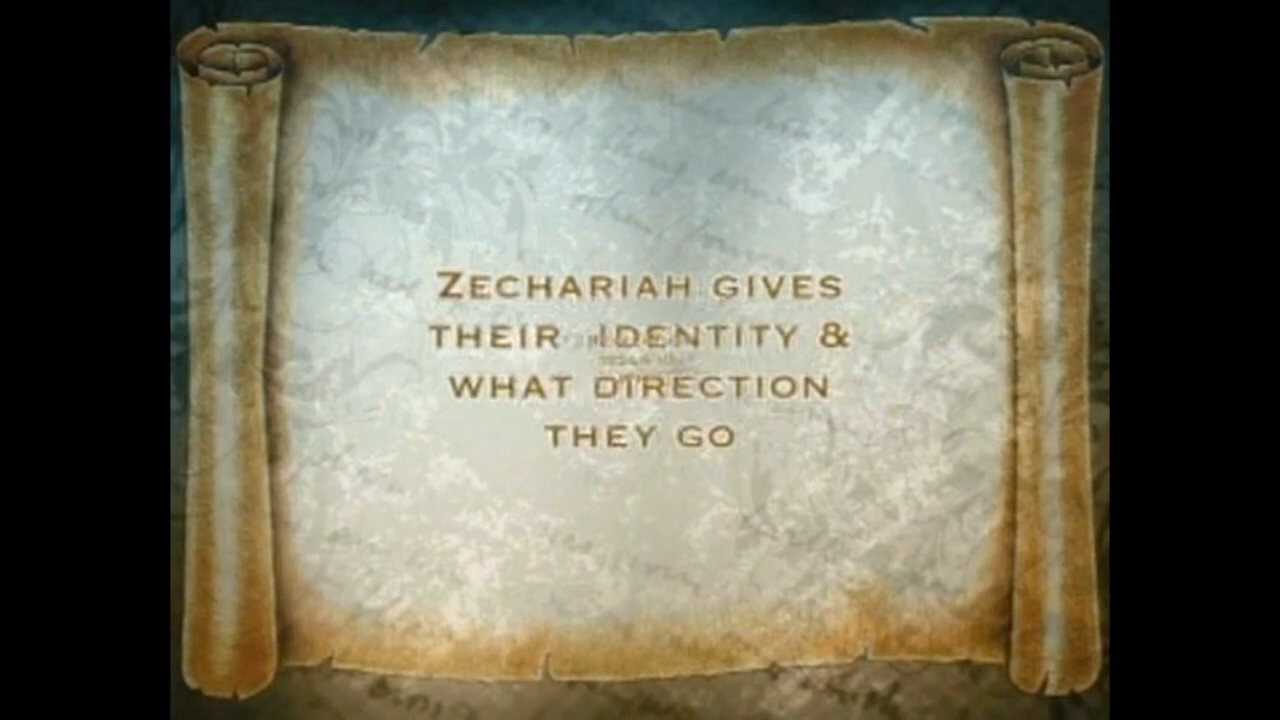 Zechariah gives
their identity &
what direction
they go